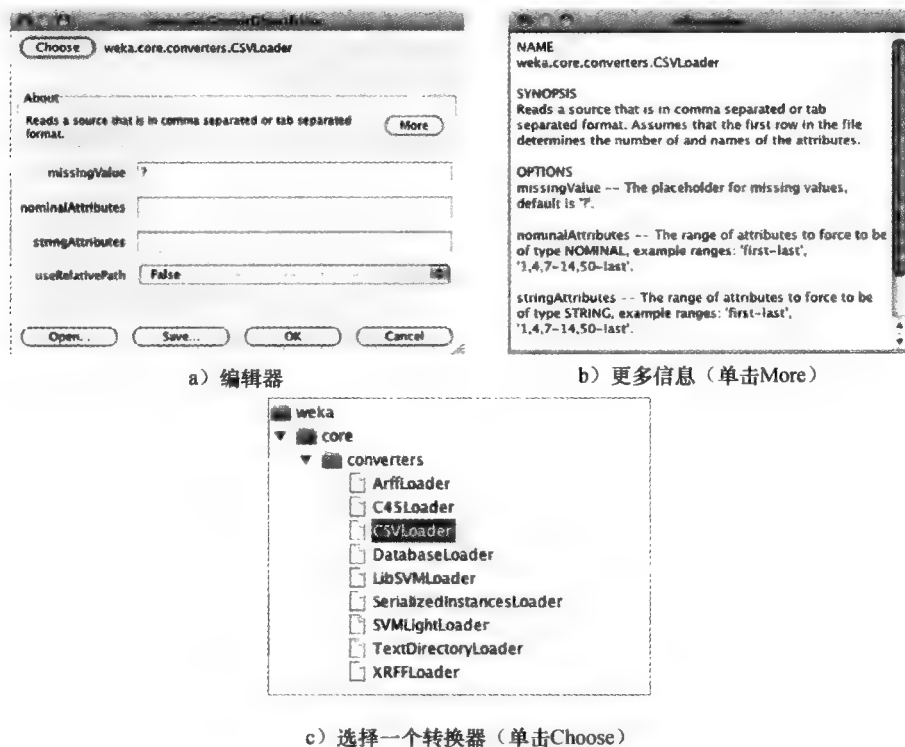 Choose weka.core.converters.CSVLoader
About
Reads a source that is in comma separated or tab separated
format.
More
missingValue ?
nominalAttributes
stringAttributes
useRelativePath False
Open...
Save...
OK
Cancel
a）编辑器
NAME
weka.core.converters.CSVLoader
SYNOPSIS
Reads a source that is in comma separated or tab
separated format. Assumes that the first row in the file
determines the number of and names of the attributes.
OPTIONS
missingValue -- The placeholder for missing values,
default is '?'.
nominalAttributes -- The range of attributes to force to be
of type NOMINAL, example ranges: 'first-last',
'1,4,7-14,50-last'.
stringAttributes -- The range of attributes to force to be
of type STRING, example ranges: 'first-last',
'1,4,7-14,50-last'.
b）更多信息（单击More）
weka
core
converters
ArffLoader
C45Loader
CSVLoader
DatabaseLoader
LibSVMLoader
SerializedInstancesLoader
SVMLightLoader
TextDirectoryLoader
XRFFLoader
c）选择一个转换器（单击Choose）